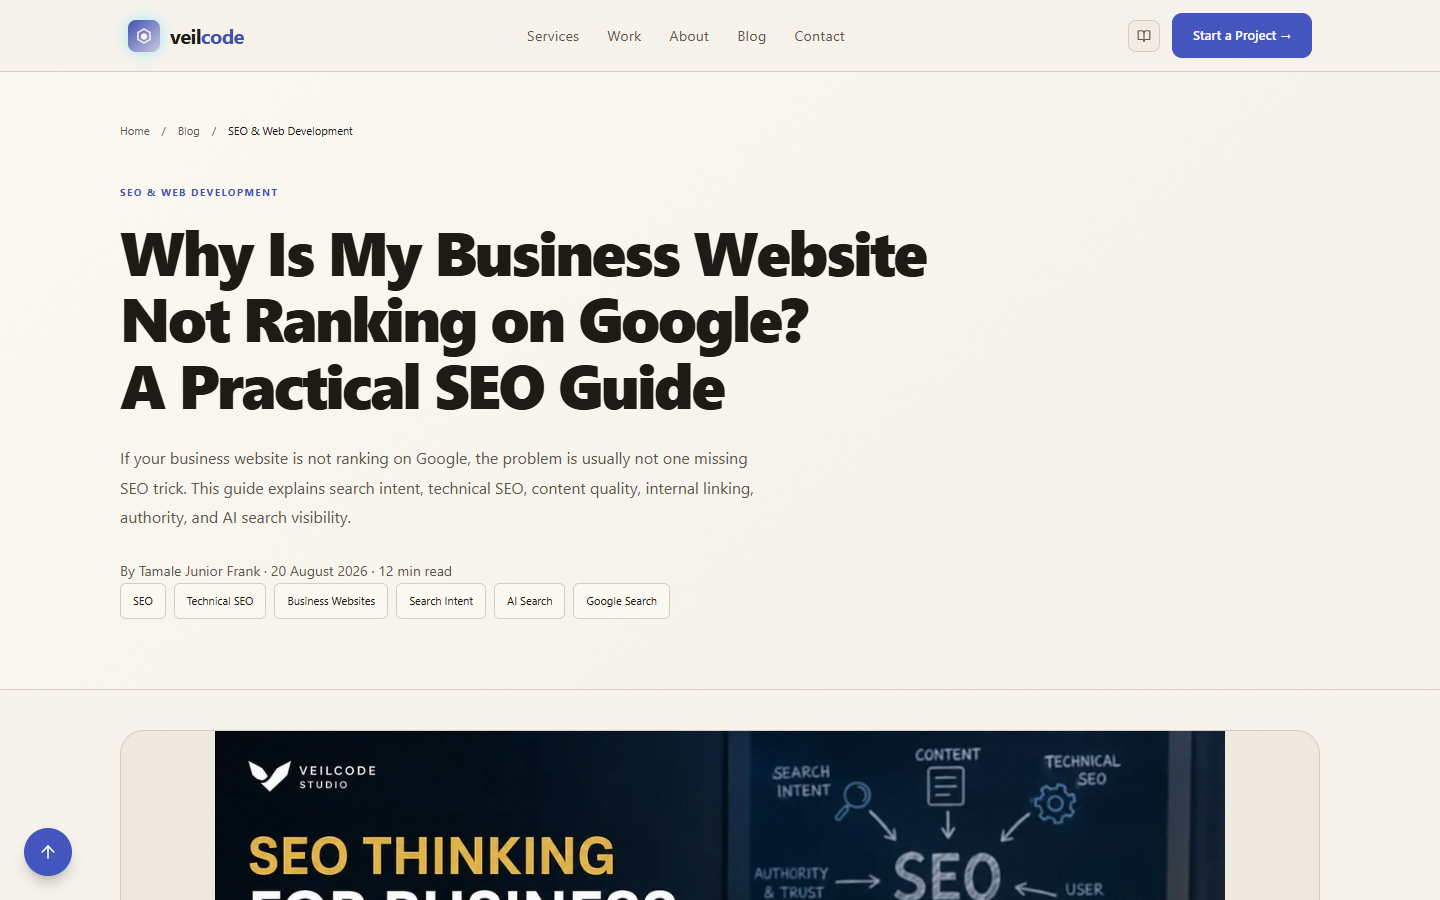 veilcode
Services Work About Blog Contact
Start a Project →
Home / Blog / SEO & Web Development
SEO & WEB DEVELOPMENT
Why Is My Business Website
Not Ranking on Google?
A Practical SEO Guide
If your business website is not ranking on Google, the problem is usually not one missing
SEO trick. This guide explains search intent, technical SEO, content quality, internal linking,
authority, and AI search visibility.
By Tamale Junior Frank · 20 August 2026 · 12 min read
SEO Technical SEO Business Websites Search Intent AI Search Google Search
VEILCODE
STUDIO
SEO THINKING
FOR BUSINESS
SEARCH
INTENT
CONTENT
TECHNICAL
SEO
AUTHORITY
& TRUST
SEO
USER